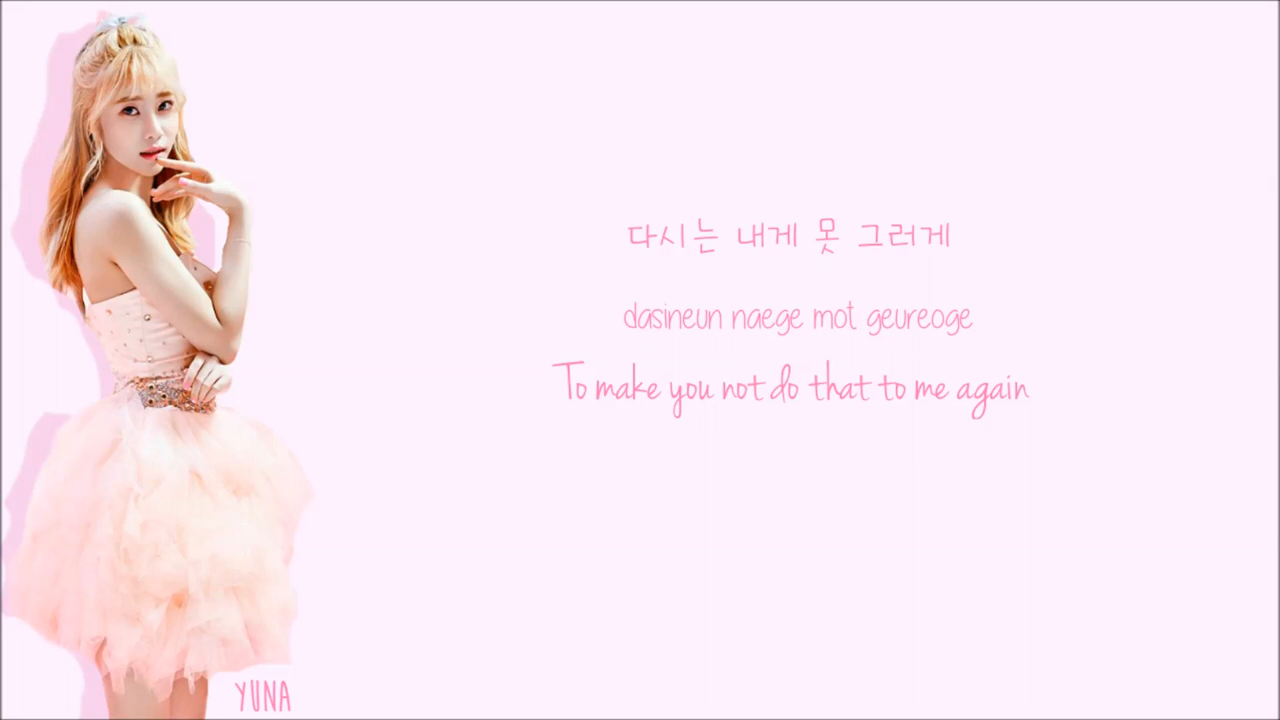 다시는 내게 못 그러게
dasineun naege mot geureoge
To make you not do that to me again
YUNA